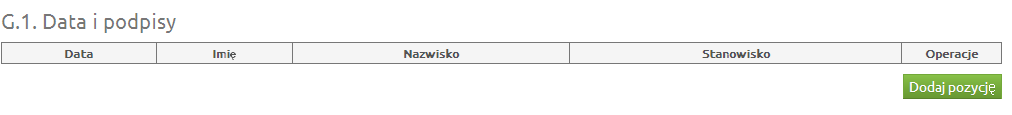 G.1. Data i podpisy
Data Imię Nazwisko Stanowisko Operacje
Dodaj pozycję